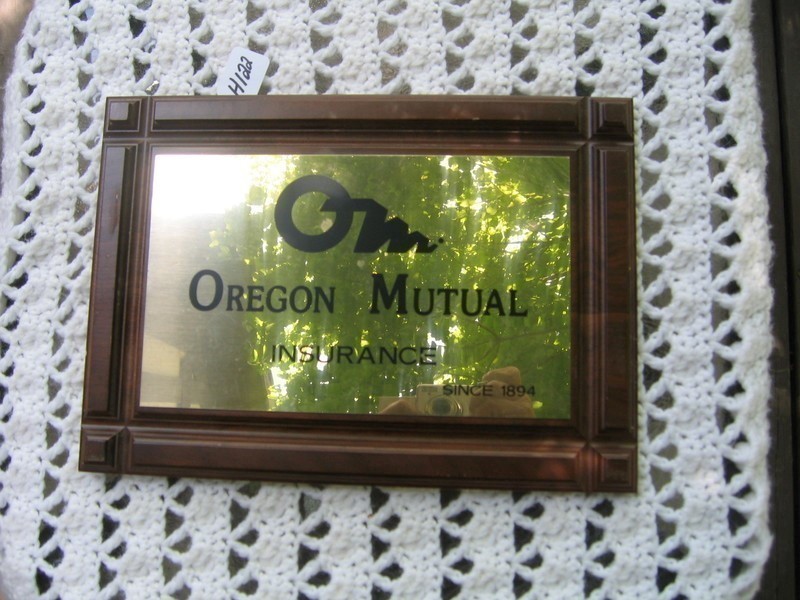 H122
Om
OREGON MUTUAL
INSURANCE
SINCE 1894